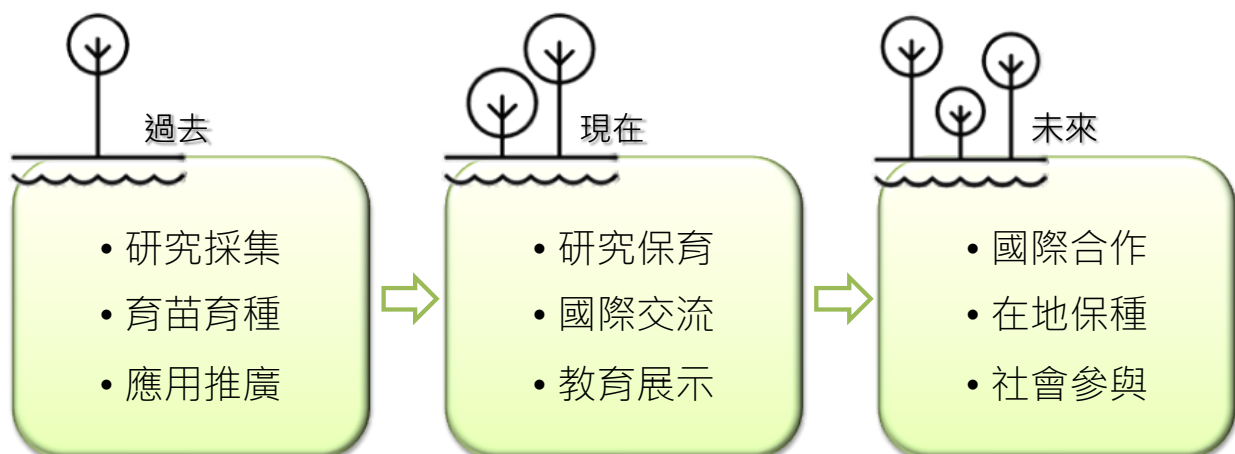 過去
• 研究採集
• 育苗育種
• 應用推廣
現在
• 研究保育
• 國際交流
• 教育展示
未來
• 國際合作
• 在地保種
• 社會參與